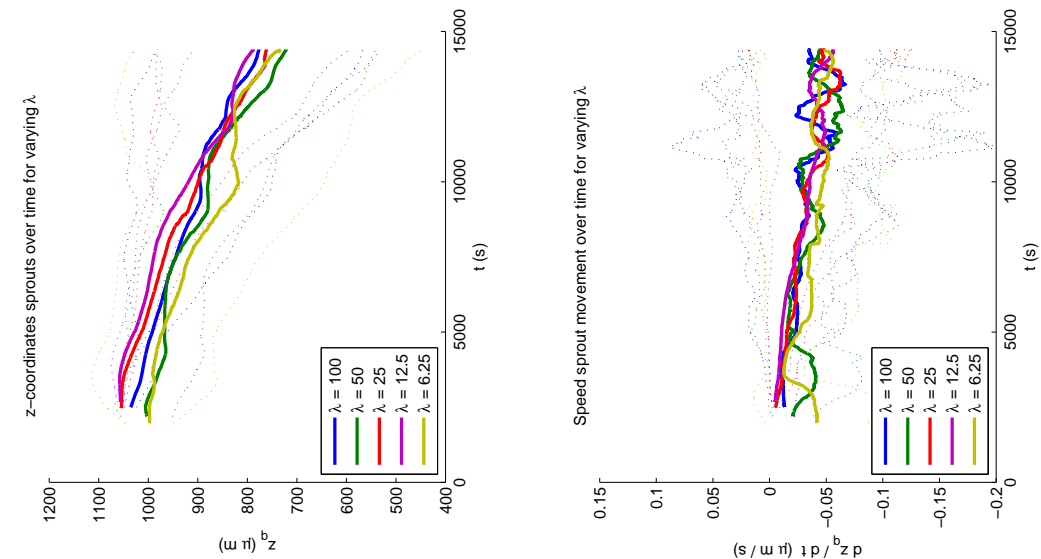 z−coordinates sprouts over time for varying λ
1200
1100
1000
900
800
700
600
500
400
z_q (μ m)
0
5000
10000
15000
t (s)
λ = 100
λ = 50
λ = 25
λ = 12.5
λ = 6.25
Speed sprout movement over time for varying λ
0.15
0.1
0.05
0
−0.05
−0.1
−0.15
−0.2
d z_q / d t (μ m / s)
0
5000
10000
15000
t (s)
λ = 100
λ = 50
λ = 25
λ = 12.5
λ = 6.25